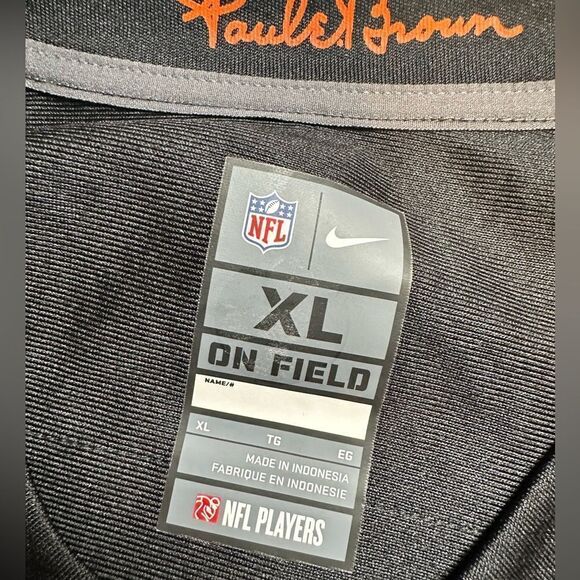 Paul E Brown
NFL
XL
ON FIELD
NAME/#
XL TG EG
MADE IN INDONESIA
FABRIQUE EN INDONESIE
NFL PLAYERS